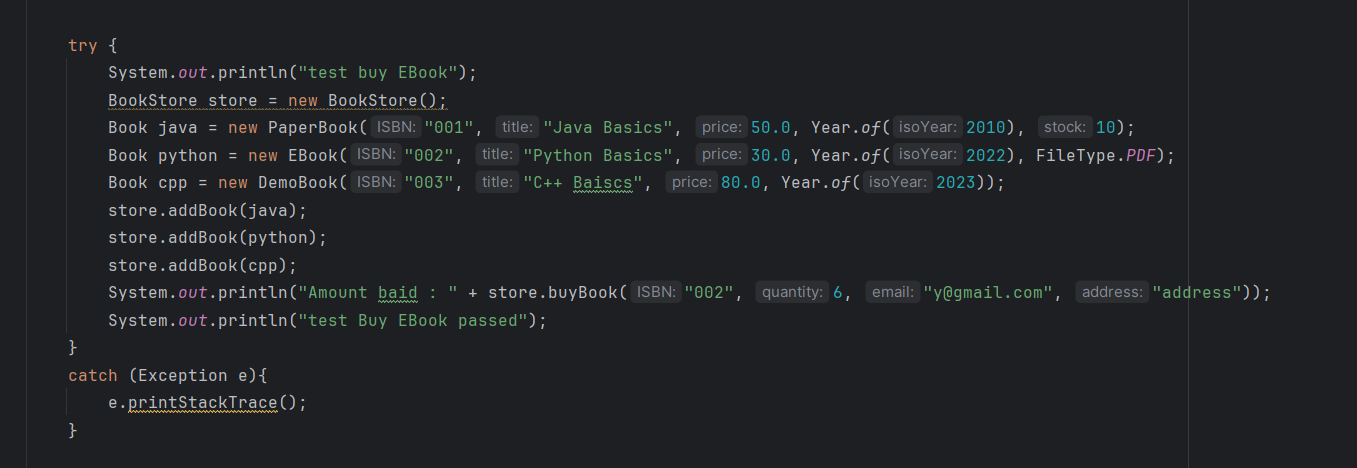 try {
System.out.println("test buy EBook");
BookStore store = new BookStore();
Book java = new PaperBook( ISBN: "001", title: "Java Basics", price: 50.0, Year.of( isoYear: 2010), stock: 10);
Book python = new EBook( ISBN: "002", title: "Python Basics", price: 30.0, Year.of( isoYear: 2022), FileType.PDF);
Book cpp = new DemoBook( ISBN: "003", title: "C++ Baiscs", price: 80.0, Year.of( isoYear: 2023));
store.addBook(java);
store.addBook(python);
store.addBook(cpp);
System.out.println("Amount baid : " + store.buyBook( ISBN: "002", quantity: 6, email: "y@gmail.com", address: "address"));
System.out.println("test Buy EBook passed");
}
catch (Exception e){
e.printStackTrace();
}